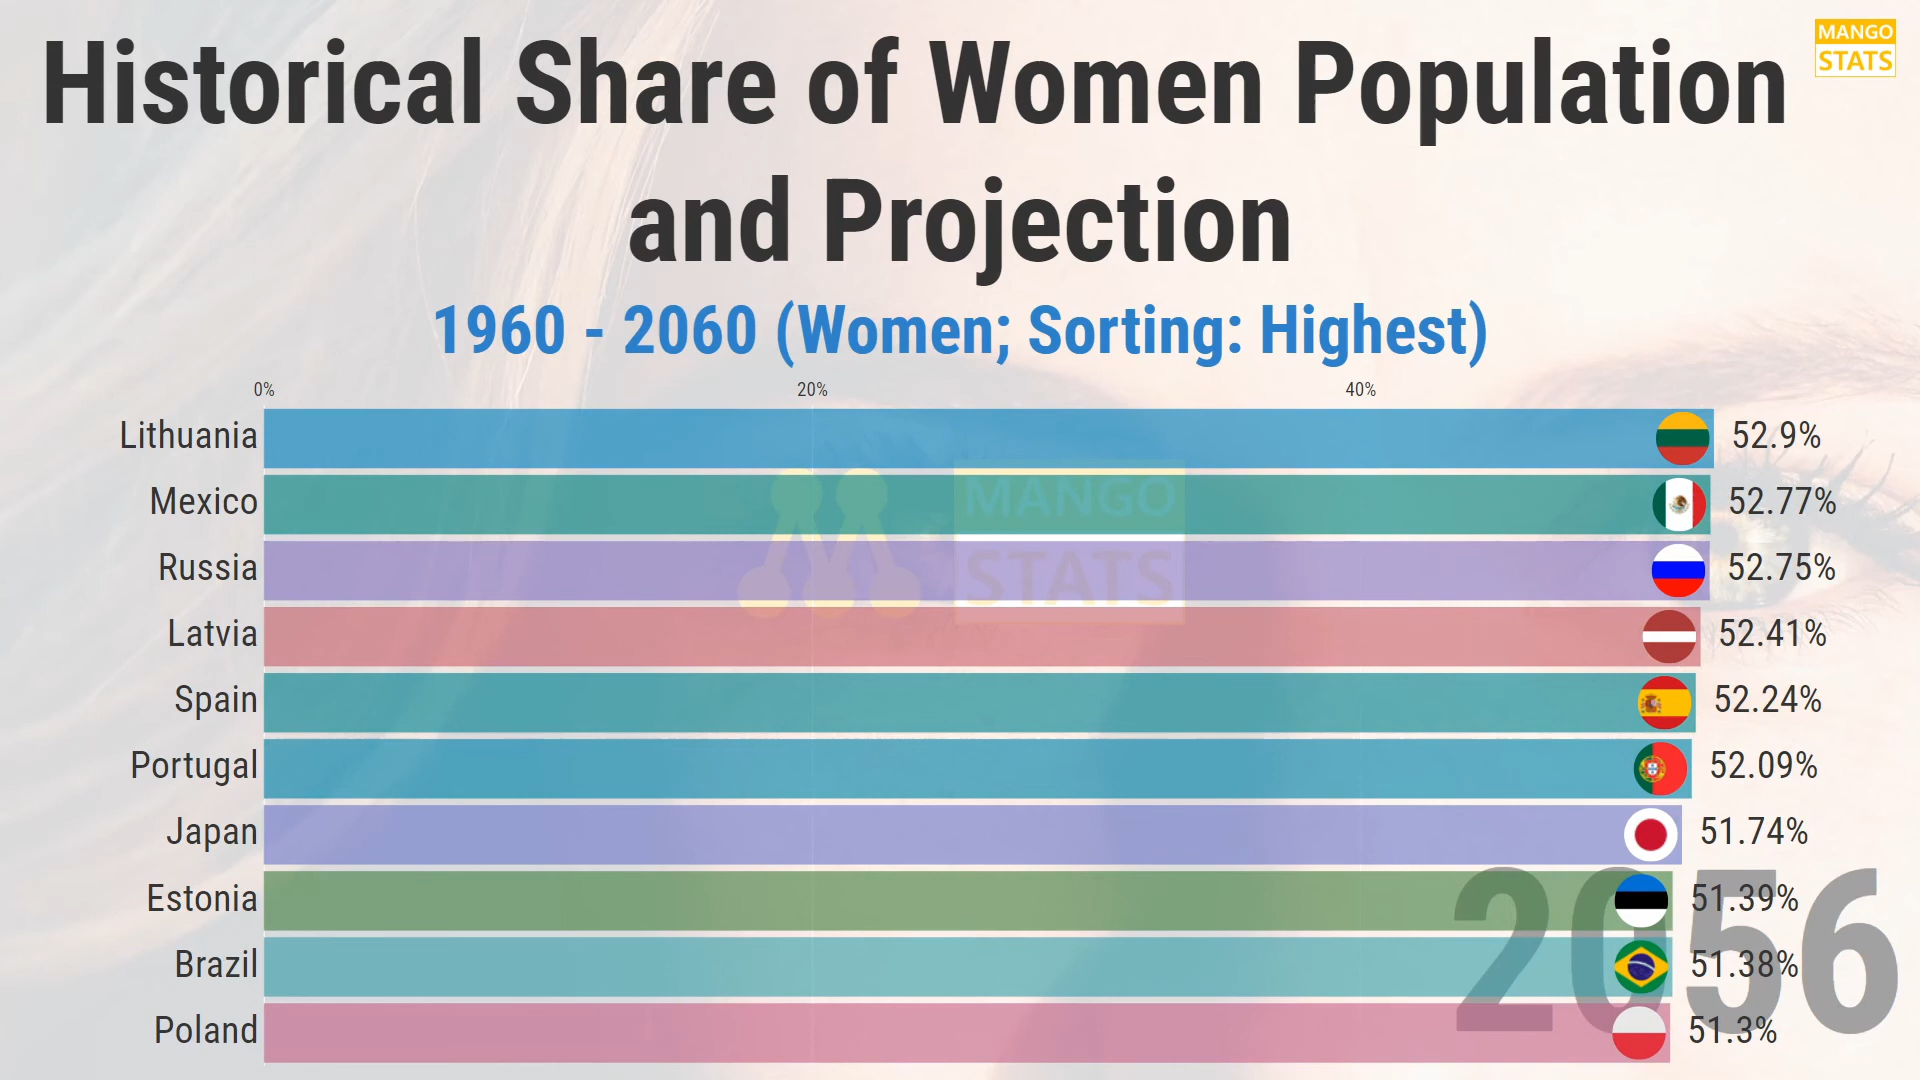 Historical Share of Women Population
and Projection
MANGO
STATS
1960 - 2060 (Women; Sorting: Highest)
0% 20% 40%
Lithuania 52.9%
Mexico 52.77%
MANGO
Russia 52.75%
STATS
Latvia 52.41%
Spain 52.24%
Portugal 52.09%
Japan 51.74%
Estonia 51.39%
Brazil 51.38%
2056
Poland 51.3%